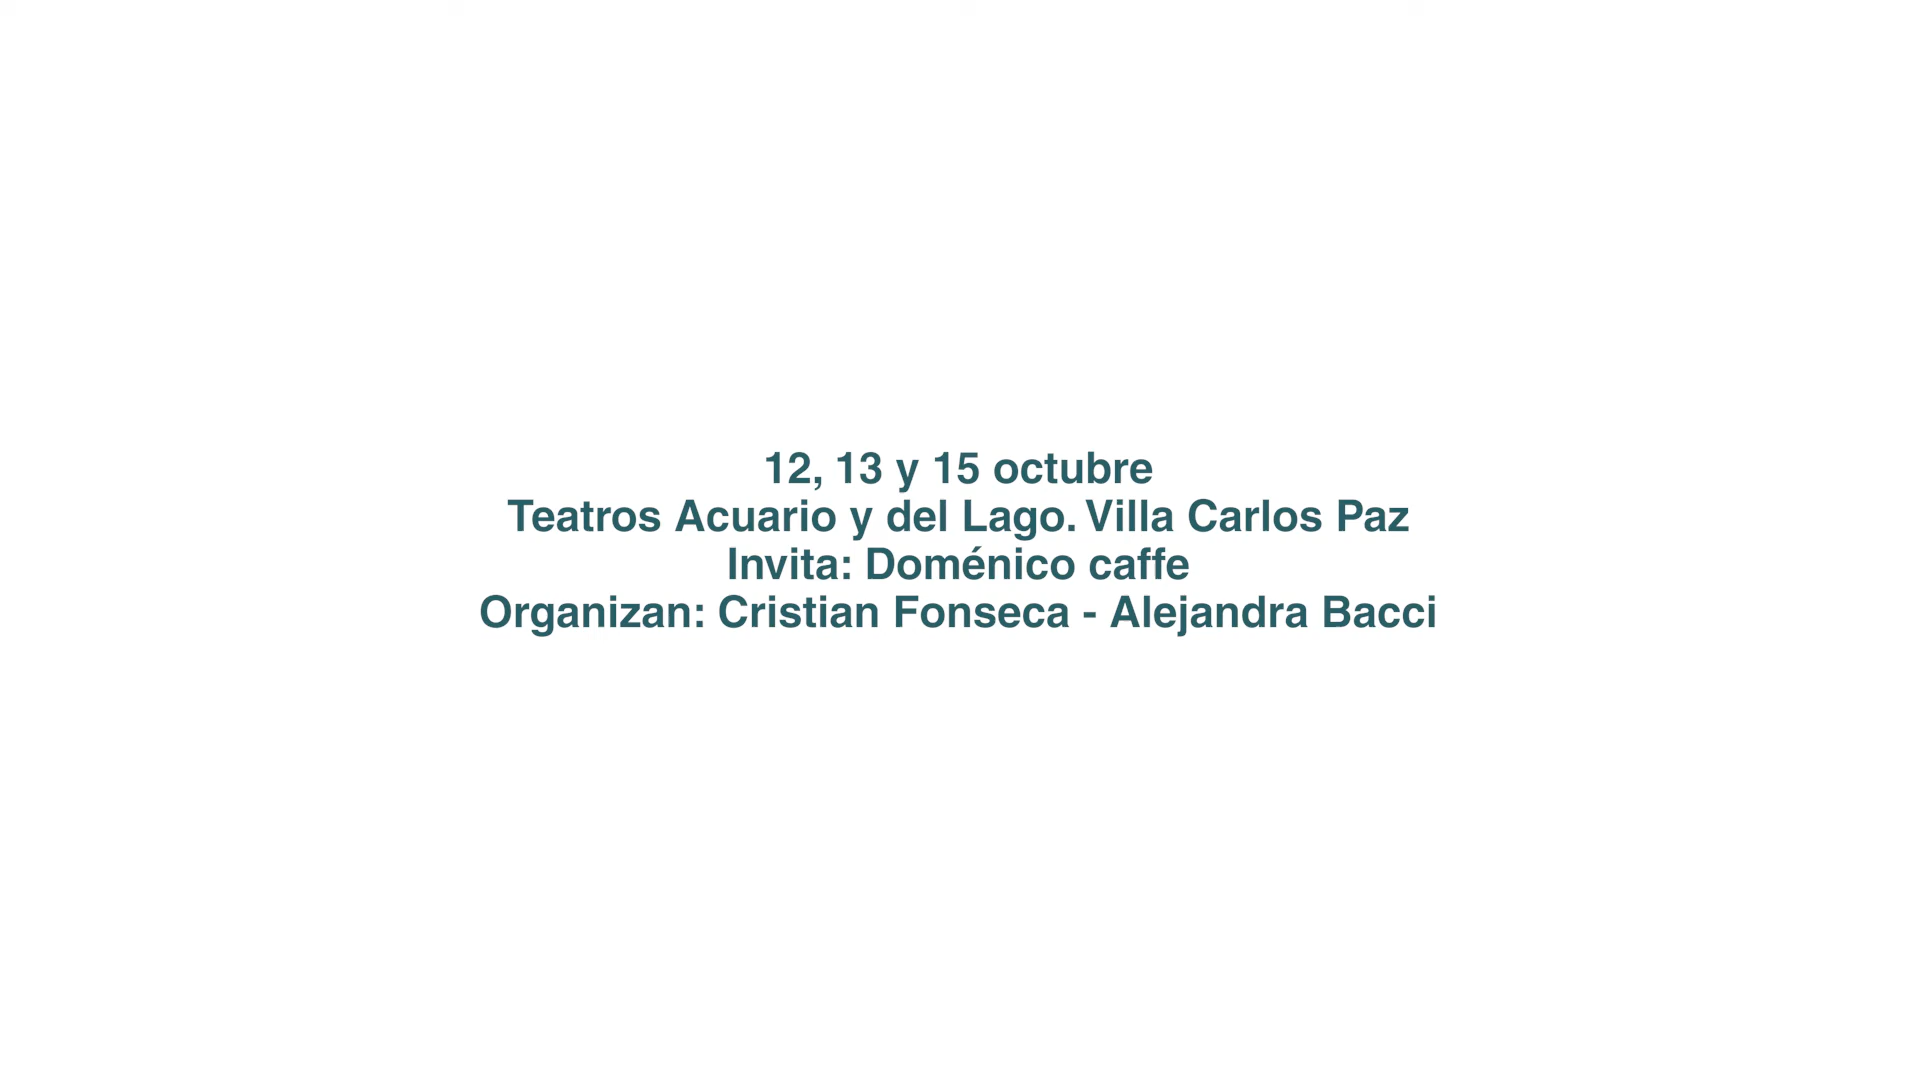 12, 13 y 15 octubre
Teatros Acuario y del Lago. Villa Carlos Paz
Invita: Doménico caffe
Organizan: Cristian Fonseca - Alejandra Bacci